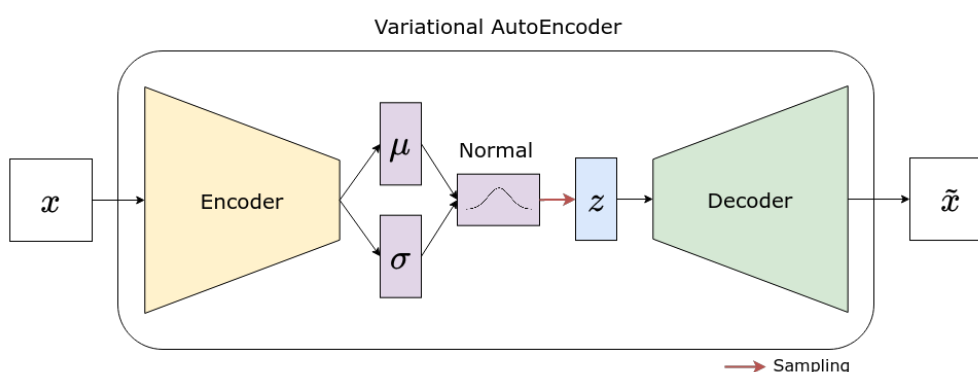 Variational AutoEncoder
x
Encoder
μ
σ
Normal
z
Decoder
x̃
Sampling